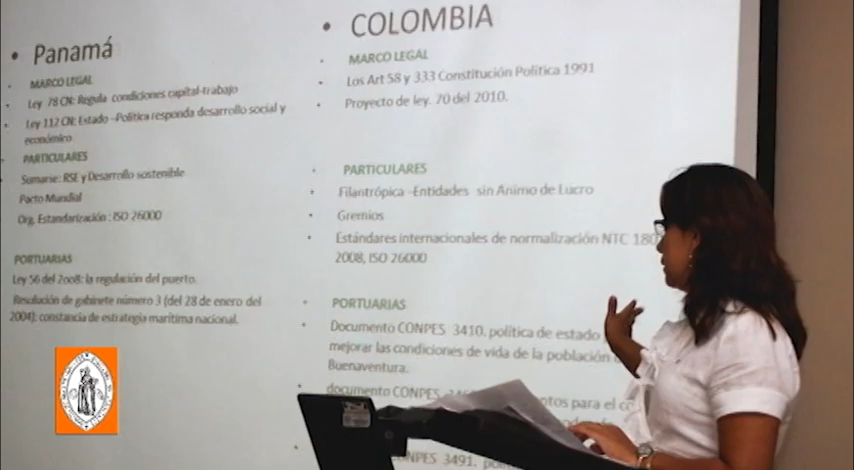 • Panamá
• MARCO LEGAL
• Ley 78 CN: Regula condiciones capital-trabajo
• Ley 112 CN: Estado -Política responda desarrollo social y
económico
• PARTICULARES
Sumarse: RSE y Desarrollo sostenible
Pacto Mundial
Org. Estandarización : ISO 26000
PORTUARIAS
Ley 56 del 2008: la regulación del puerto.
Resolución de gabinete número 3 (del 28 de enero del
2004): constancia de estrategia marítima nacional.
• COLOMBIA
• MARCO LEGAL
• Los Art 58 y 333 Constitución Política 1991
• Proyecto de ley. 70 del 2010.
• PARTICULARES
• Filantrópica -Entidades sin Animo de Lucro
• Gremios
• Estándares internacionales de normalización NTC 180
2008, ISO 26000
• PORTUARIAS
• Documento CONPES 3410. política de estado
mejorar las condiciones de vida de la población
Buenaventura.
• documento CONPES
para el
CONPES 3491.